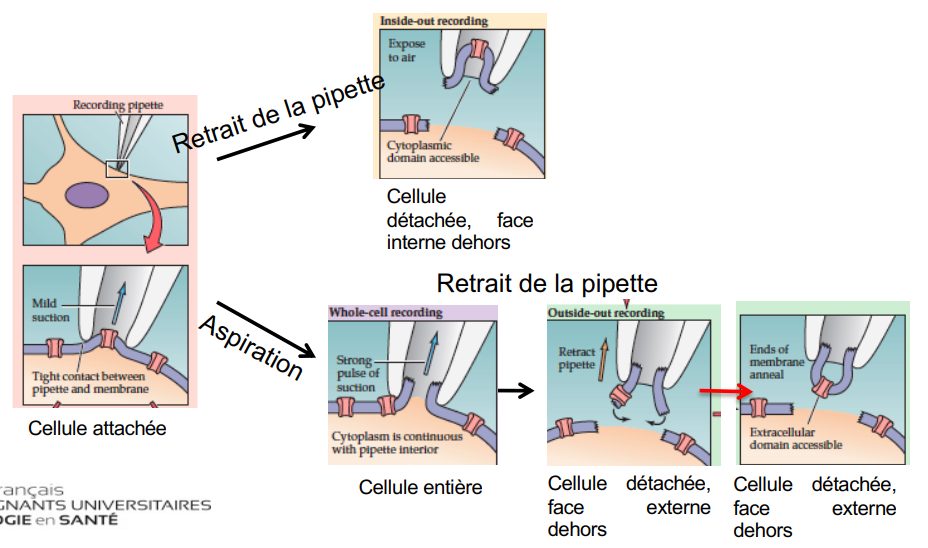 Inside-out recording
Expose
to air
Cytoplasmic
domain accessible
Retrait de la pipette
Recording pipette
Cellule
détachée, face
interne dehors
Mild
suction
Tight contact between
pipette and membrane
Cellule attachée
Aspiration
Retrait de la pipette
Whole-cell recording
Strong
pulse of
suction
Cytoplasm is continuous
with pipette interior
Cellule entière
Outside-out recording
Retract
pipette
Cellule détachée,
face externe
dehors
Ends of
membrane
anneal
Extracellular
domain accessible
Cellule détachée,
face externe
dehors
rançais
GNANTS UNIVERSITAIRES
OGIE en SANTÉ